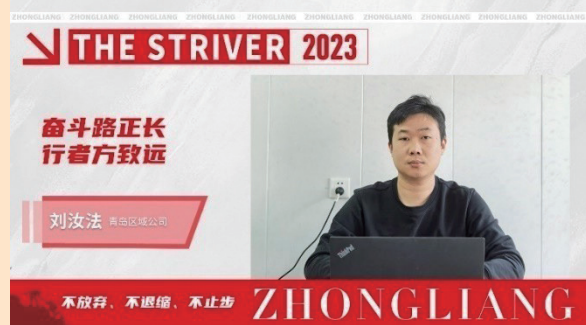 ZHONGLIANG ZHONGLIANG ZHONGLIANG ZHONGLIANG ZHONGLIANG ZHONGLIANG ZHONGLIANG ZHONGLIANG ZHONGLIANG
THE STRIVER 2023
奋斗路正长
行者方致远
刘汝法 青岛区域公司
ThinkPad
不放弃、不退缩、不止步 ZHONGLIANG